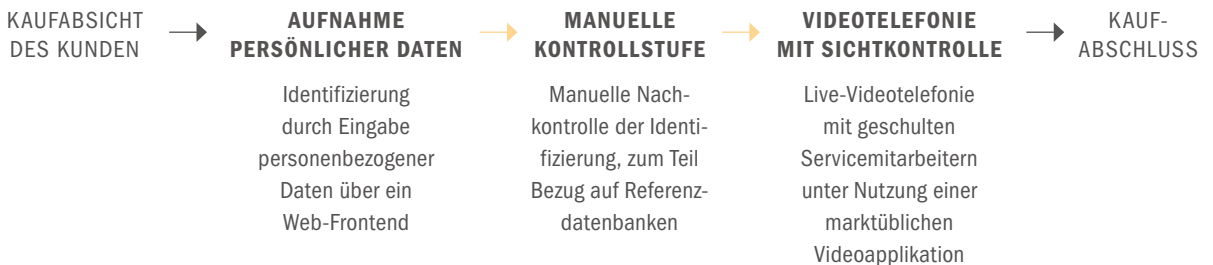 KAUFABSICHT
DES KUNDEN
AUFNAHME
PERSÖNLICHER DATEN
Identifizierung
durch Eingabe
personenbezogener
Daten über ein
Web-Frontend
MANUELLE
KONTROLLSTUFE
Manuelle Nach-
kontrolle der Identi-
fizierung, zum Teil
Bezug auf Referenz-
datenbanken
VIDEOTELEFONIE
MIT SICHTKONTROLLE
Live-Videotelefonie
mit geschulten
Servicemitarbeitern
unter Nutzung einer
marktüblichen
Videoapplikation
KAUF-
ABSCHLUSS